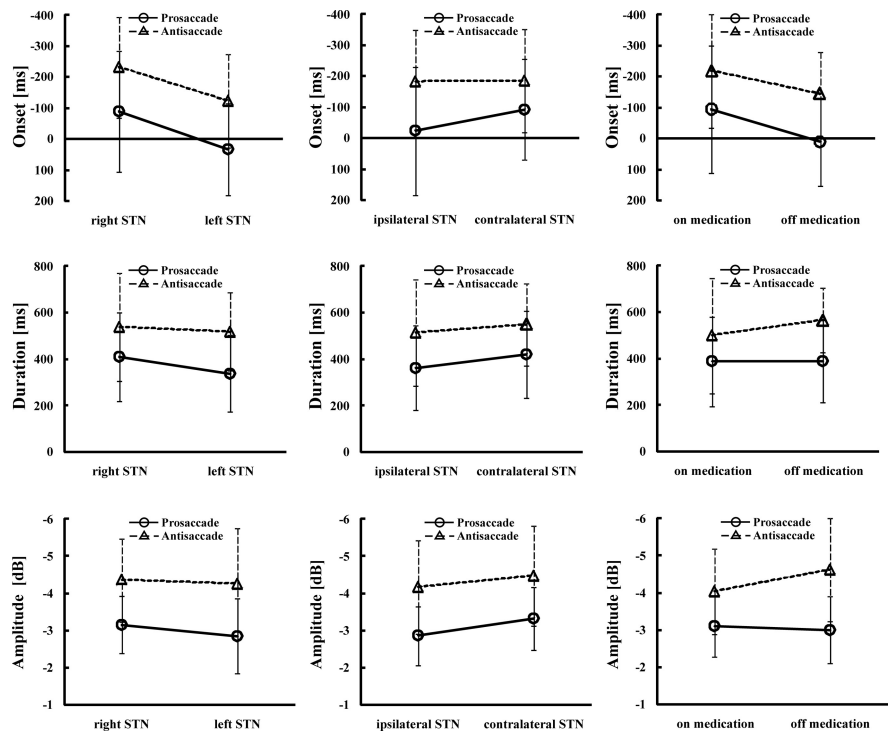 Onset [ms]
-400
-300
-200
-100
0
100
200
Prosaccade
Antisaccade
right STN
left STN
Onset [ms]
-400
-300
-200
-100
0
100
200
Prosaccade
Antisaccade
ipsilateral STN
contralateral STN
Onset [ms]
-400
-300
-200
-100
0
100
200
Prosaccade
Antisaccade
on medication
off medication
Duration [ms]
800
600
400
200
0
Prosaccade
Antisaccade
right STN
left STN
Duration [ms]
800
600
400
200
0
Prosaccade
Antisaccade
ipsilateral STN
contralateral STN
Duration [ms]
800
600
400
200
0
Prosaccade
Antisaccade
on medication
off medication
Amplitude [dB]
-6
-5
-4
-3
-2
-1
Prosaccade
Antisaccade
right STN
left STN
Amplitude [dB]
-6
-5
-4
-3
-2
-1
Prosaccade
Antisaccade
ipsilateral STN
contralateral STN
Amplitude [dB]
-6
-5
-4
-3
-2
-1
Prosaccade
Antisaccade
on medication
off medication